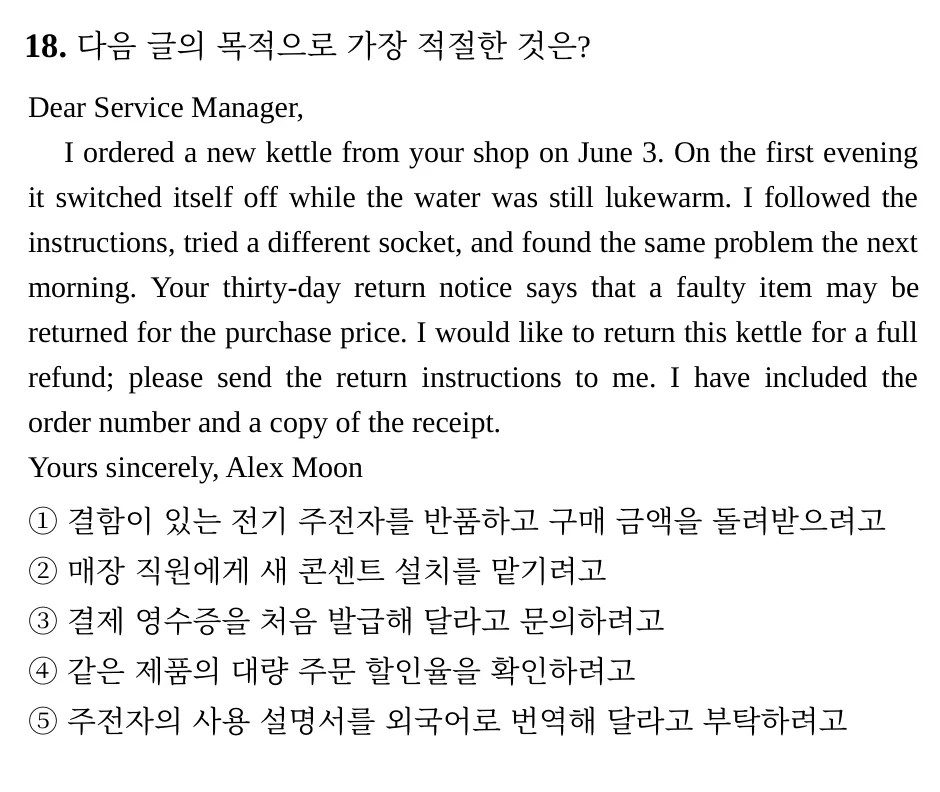 18. 다음 글의 목적으로 가장 적절한 것은?
Dear Service Manager,
I ordered a new kettle from your shop on June 3. On the first evening
it switched itself off while the water was still lukewarm. I followed the
instructions, tried a different socket, and found the same problem the next
morning. Your thirty-day return notice says that a faulty item may be
returned for the purchase price. I would like to return this kettle for a full
refund; please send the return instructions to me. I have included the
order number and a copy of the receipt.
Yours sincerely, Alex Moon
① 결함이 있는 전기 주전자를 반품하고 구매 금액을 돌려받으려고
② 매장 직원에게 새 콘센트 설치를 맡기려고
③ 결제 영수증을 처음 발급해 달라고 문의하려고
④ 같은 제품의 대량 주문 할인율을 확인하려고
⑤ 주전자의 사용 설명서를 외국어로 번역해 달라고 부탁하려고